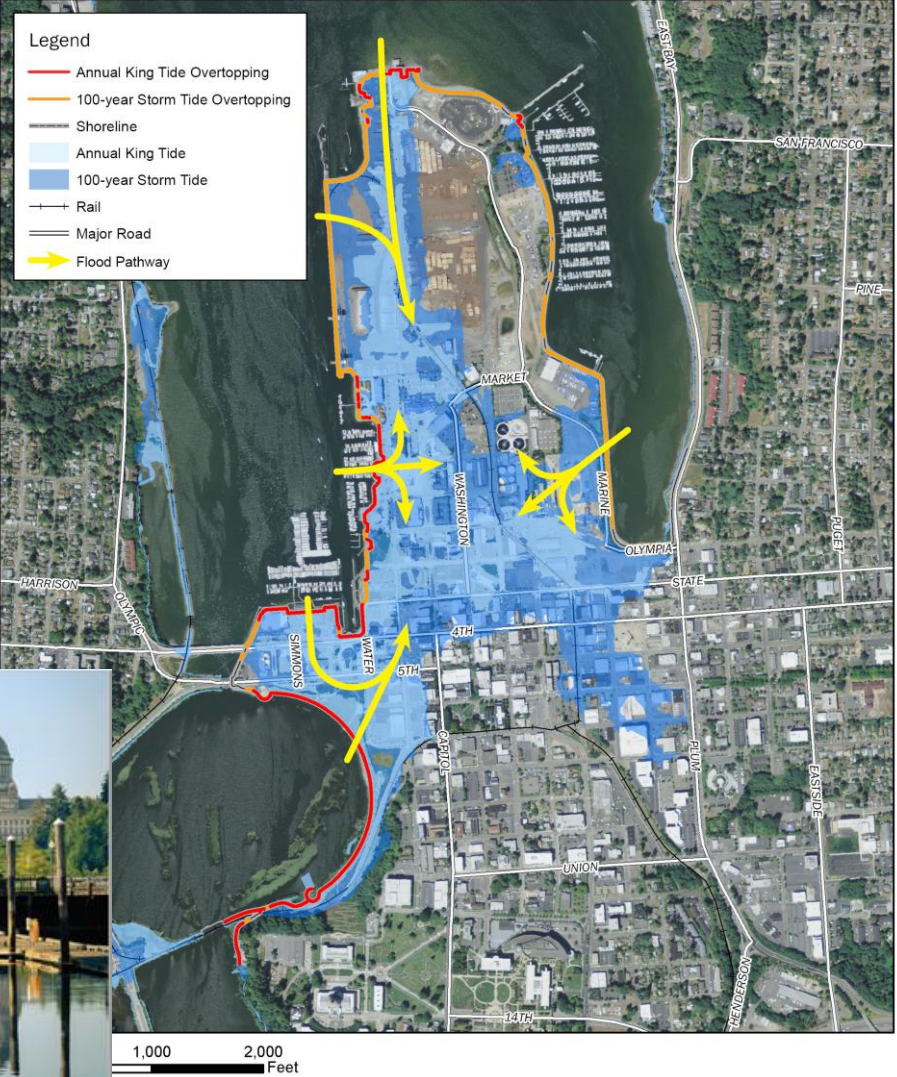 Legend
Annual King Tide Overtopping
100-year Storm Tide Overtopping
Shoreline
Annual King Tide
100-year Storm Tide
Rail
Major Road
Flood Pathway
EAST BAY
SAN FRANCISCO
PINE
MARKET
WASHINGTON
MARINE
PUGET
OLYMPIA
HARRISON
OLYMPIC
STATE
4TH
SIMMONS
WATER
5TH
CAPITOL
PLUM
EASTSIDE
UNION
HENDERSON
14TH
1,000 2,000
Feet